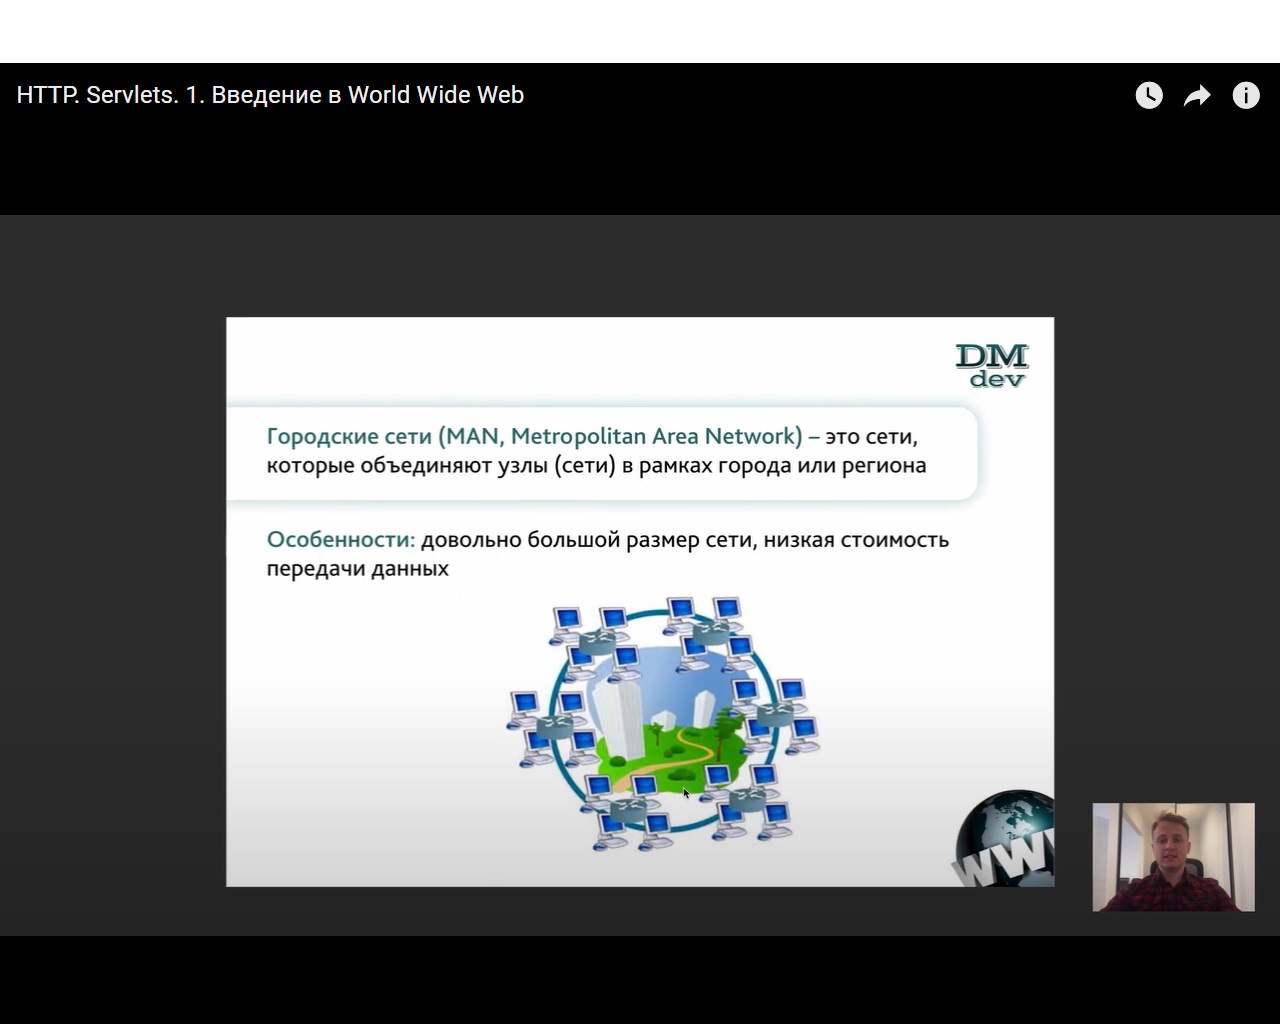 HTTP. Servlets. 1. Введение в World Wide Web
DM
dev
Городские сети (MAN, Metropolitan Area Network) – это сети,
которые объединяют узлы (сети) в рамках города или региона
Особенности: довольно большой размер сети, низкая стоимость
передачи данных
WW